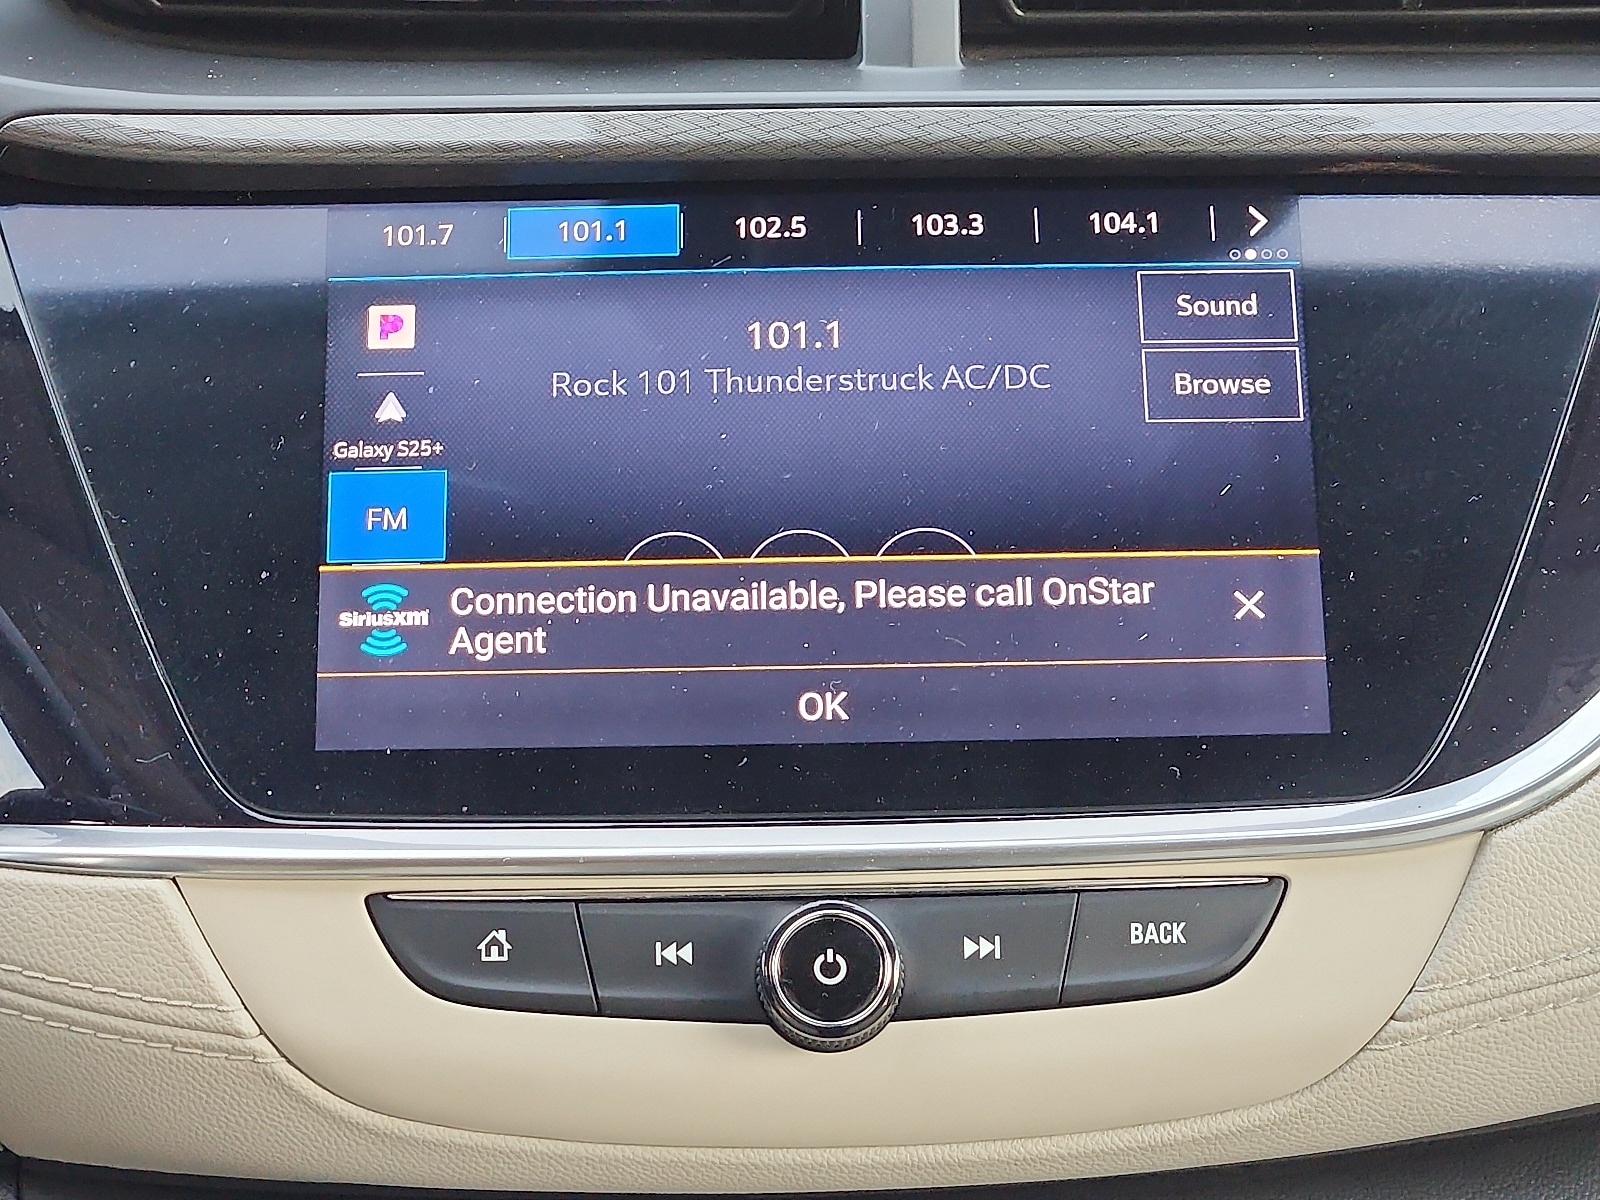 101.7 101.1 102.5 103.3 104.1
Sound
101.1
Rock 101 Thunderstruck AC/DC
Browse
P
Galaxy S25+
FM
SiriusXM
Connection Unavailable, Please call OnStar
Agent
OK
BACK